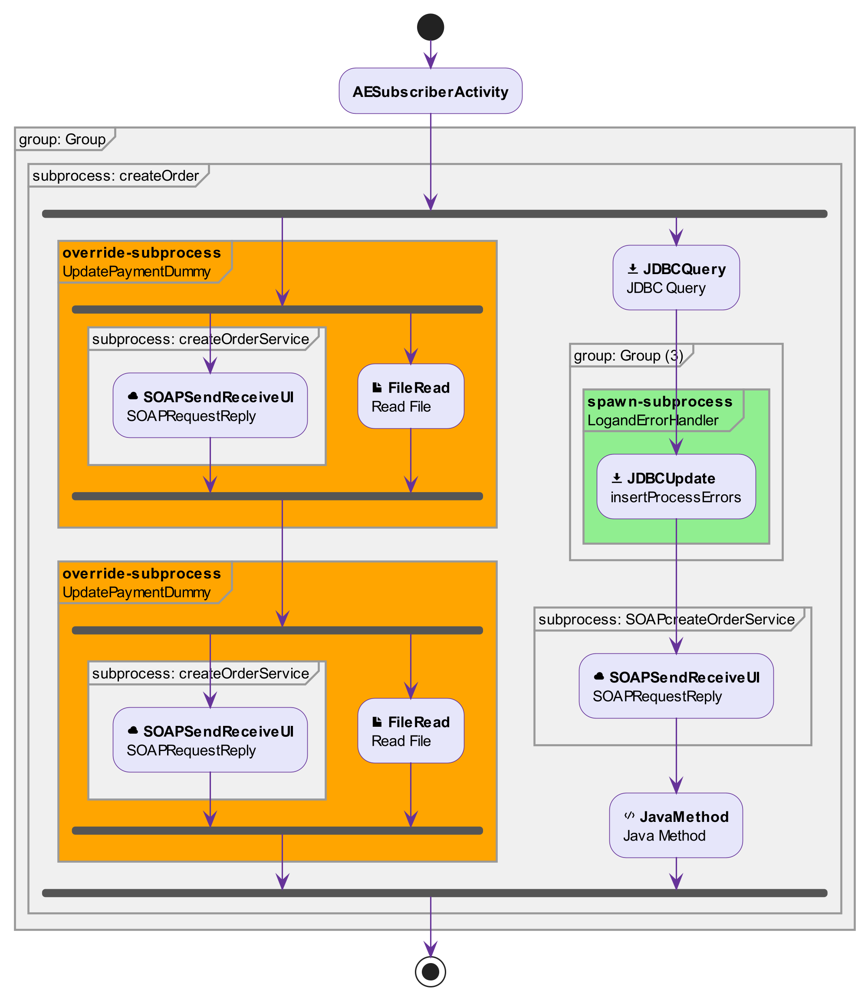 AESubscriberActivity
group: Group
subprocess: createOrder
override-subprocess
UpdatePaymentDummy
subprocess: createOrderService
SOAPSendReceiveUI
SOAPRequestReply
FileRead
Read File
override-subprocess
UpdatePaymentDummy
subprocess: createOrderService
SOAPSendReceiveUI
SOAPRequestReply
FileRead
Read File
JDBCQuery
JDBC Query
group: Group (3)
spawn-subprocess
LogandErrorHandler
JDBCUpdate
insertProcessErrors
subprocess: SOAPcreateOrderService
SOAPSendReceiveUI
SOAPRequestReply
JavaMethod
Java Method